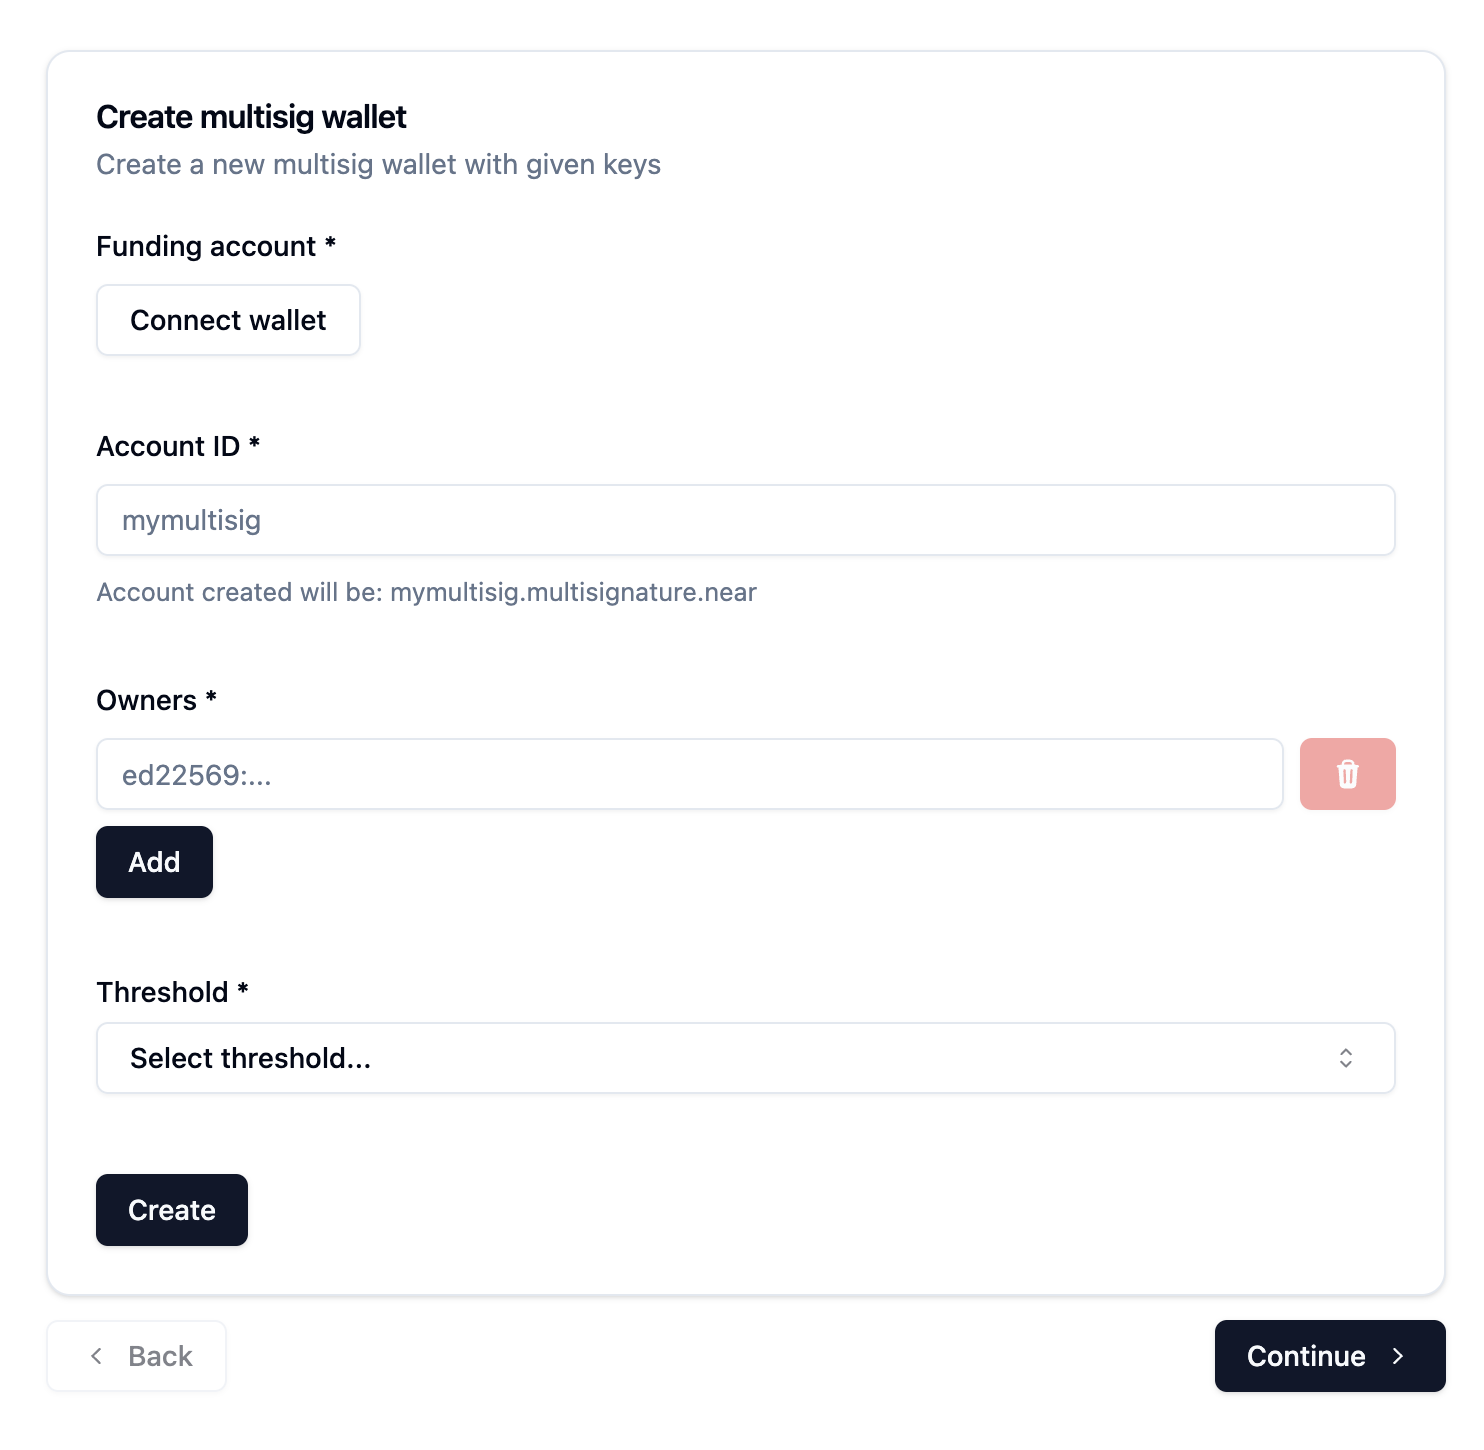 Create multisig wallet
Create a new multisig wallet with given keys
Funding account *
Connect wallet
Account ID *
mymultisig
Account created will be: mymultisig.multisignature.near
Owners *
ed22569:...
Add
Threshold *
Select threshold...
Create
Back
Continue